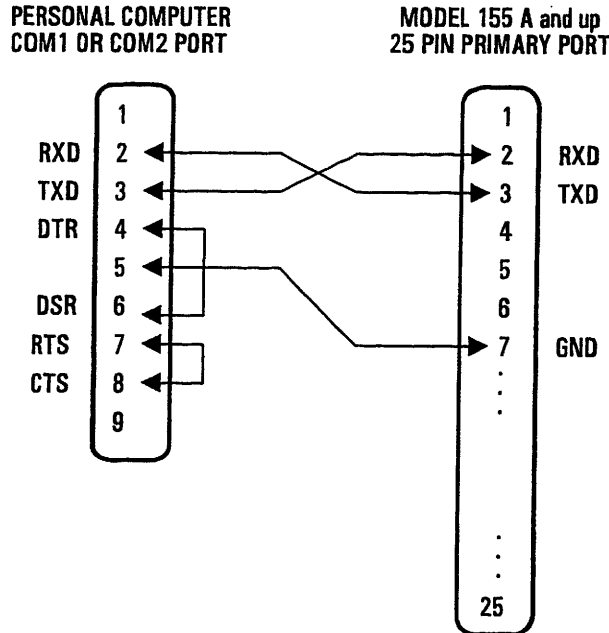 PERSONAL COMPUTER
COM1 OR COM2 PORT
MODEL 155 A and up
25 PIN PRIMARY PORT
1
RXD 2
TXD 3
DTR 4
5
DSR 6
RTS 7
CTS 8
9
1
2 RXD
3 TXD
4
5
6
7 GND
25